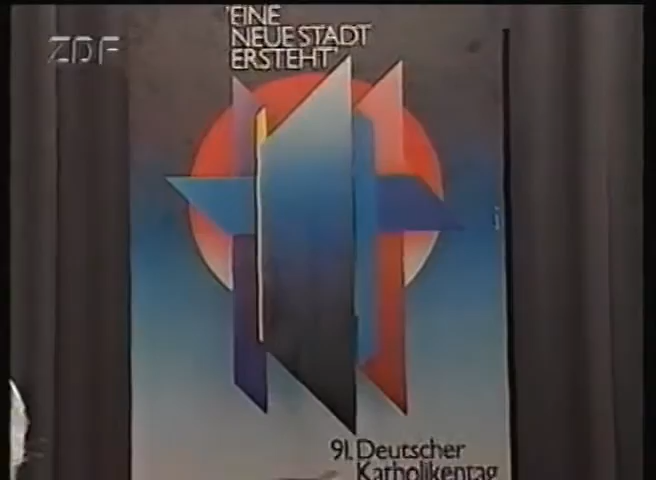 ZDF
'EINE
NEUE STADT
ERSTEHT'
91. Deutscher
Katholikentag